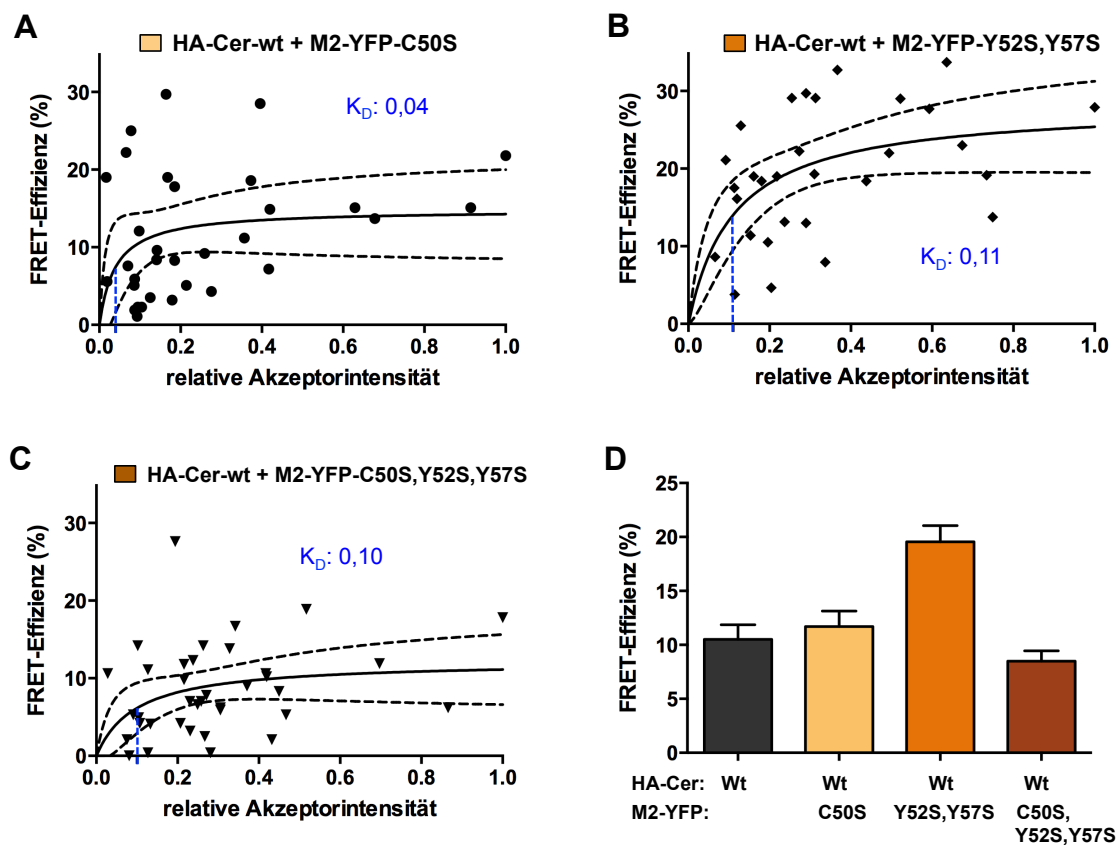 A
HA-Cer-wt + M2-YFP-C50S
FRET-Effizienz (%)
30
20
10
0
K_D: 0,04
0.0 0.2 0.4 0.6 0.8 1.0
relative Akzeptorintensität
B
HA-Cer-wt + M2-YFP-Y52S,Y57S
FRET-Effizienz (%)
30
20
10
0
K_D: 0,11
0.0 0.2 0.4 0.6 0.8 1.0
relative Akzeptorintensität
C
HA-Cer-wt + M2-YFP-C50S,Y52S,Y57S
FRET-Effizienz (%)
30
20
10
0
K_D: 0,10
0.0 0.2 0.4 0.6 0.8 1.0
relative Akzeptorintensität
D
FRET-Effizienz (%)
25
20
15
10
5
0
HA-Cer: Wt Wt Wt Wt
M2-YFP: C50S Y52S,Y57S C50S,
Y52S,Y57S